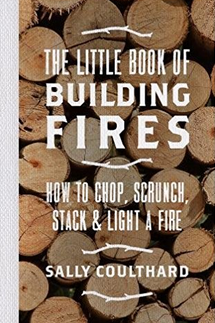 THE LITTLE BOOK OF
BUILDING
FIRES
HOW TO CHOP, SCRUNCH,
STACK & LIGHT A FIRE
SALLY COULTHARD